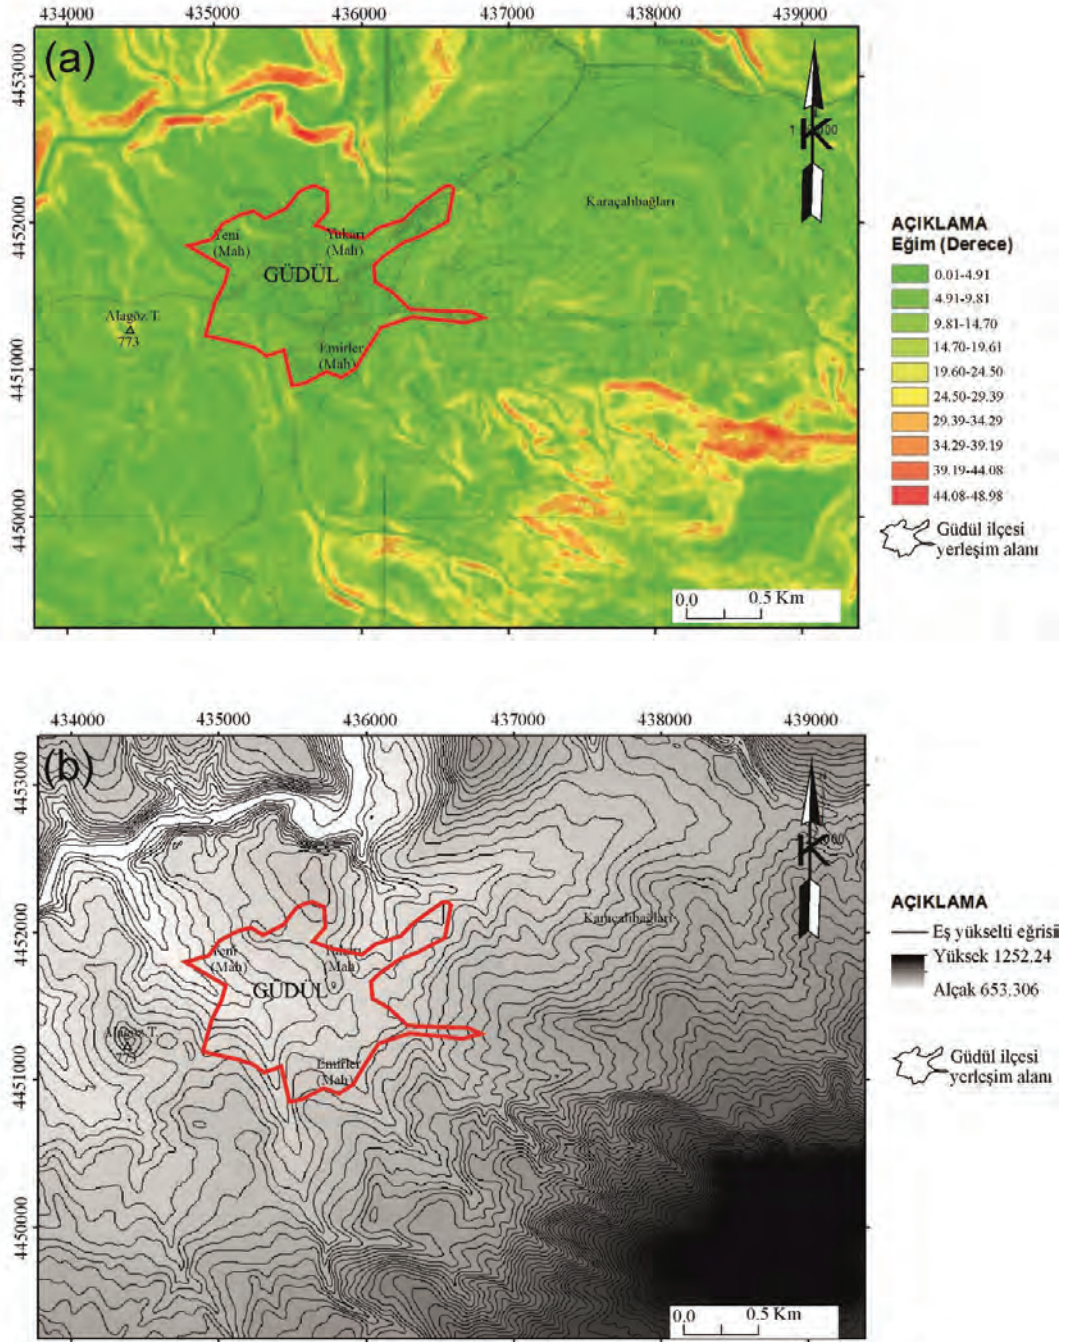 434000 435000 436000 437000 438000 439000
(a)
4453000
4452000
4451000
4450000
K
Karaçalıbağları
Yeni
(Mah)
Yukarı
(Mah)
GÜDÜL
Alagöz T.
773
Emirler
(Mah)
0.0 0.5 Km
AÇIKLAMA
Eğim (Derece)
0.01-4.91
4.91-9.81
9.81-14.70
14.70-19.61
19.60-24.50
24.50-29.39
29.39-34.29
34.29-39.19
39.19-44.08
44.08-48.98
Güdül ilçesi
yerleşim alanı
434000 435000 436000 437000 438000 439000
(b)
4453000
4452000
4451000
4450000
K
Karaçalıbağları
Yeni
(Mah)
Yukarı
(Mah)
GÜDÜL
Alagöz T.
Emirler
(Mah)
0.0 0.5 Km
AÇIKLAMA
Eş yükselti eğrisi
Yüksek 1252.24
Alçak 653.306
Güdül ilçesi
yerleşim alanı